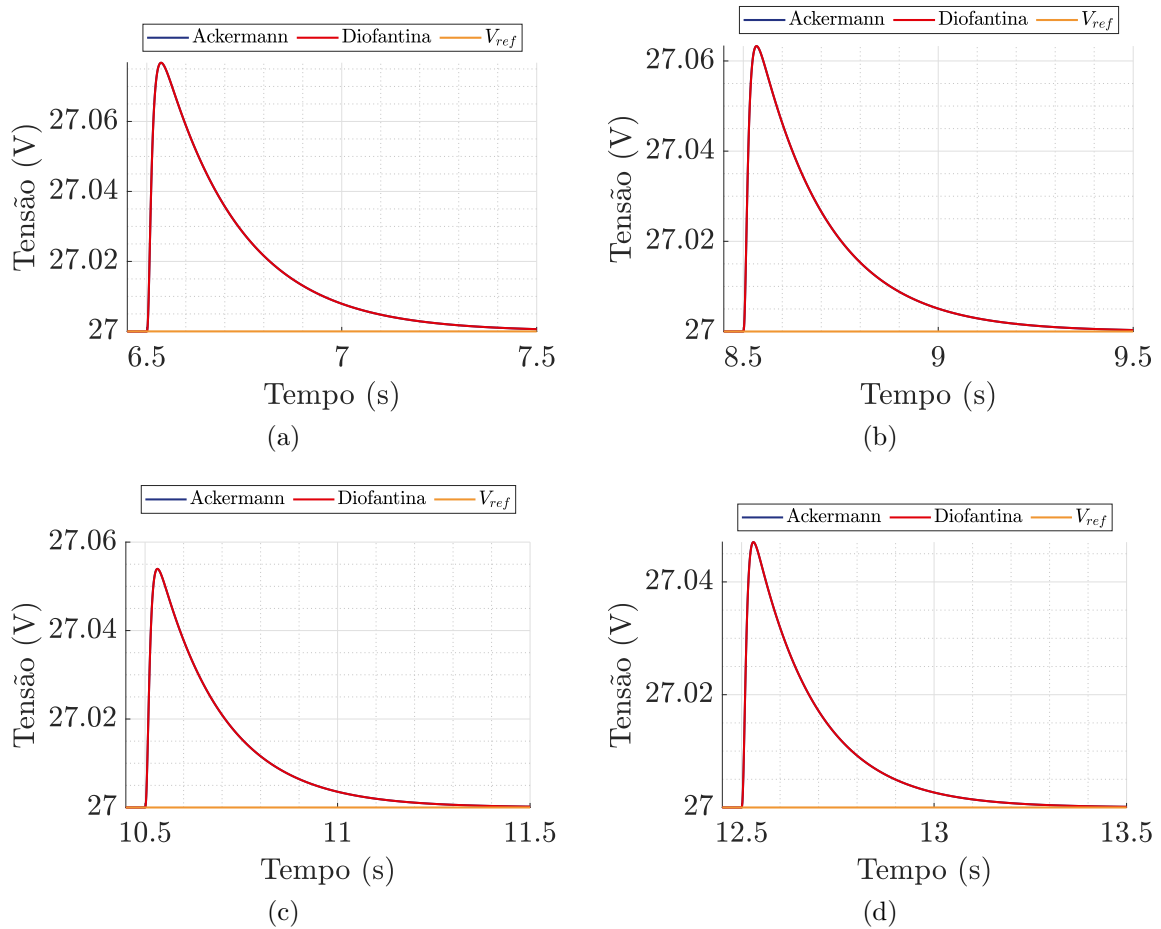 Ackermann Diofantina V_ref
Tensão (V)
27.06
27.04
27.02
27
6.5 7 7.5
Tempo (s)
(a)
Ackermann Diofantina V_ref
Tensão (V)
27.06
27.04
27.02
27
8.5 9 9.5
Tempo (s)
(b)
Ackermann Diofantina V_ref
Tensão (V)
27.06
27.04
27.02
27
10.5 11 11.5
Tempo (s)
(c)
Ackermann Diofantina V_ref
Tensão (V)
27.04
27.02
27
12.5 13 13.5
Tempo (s)
(d)